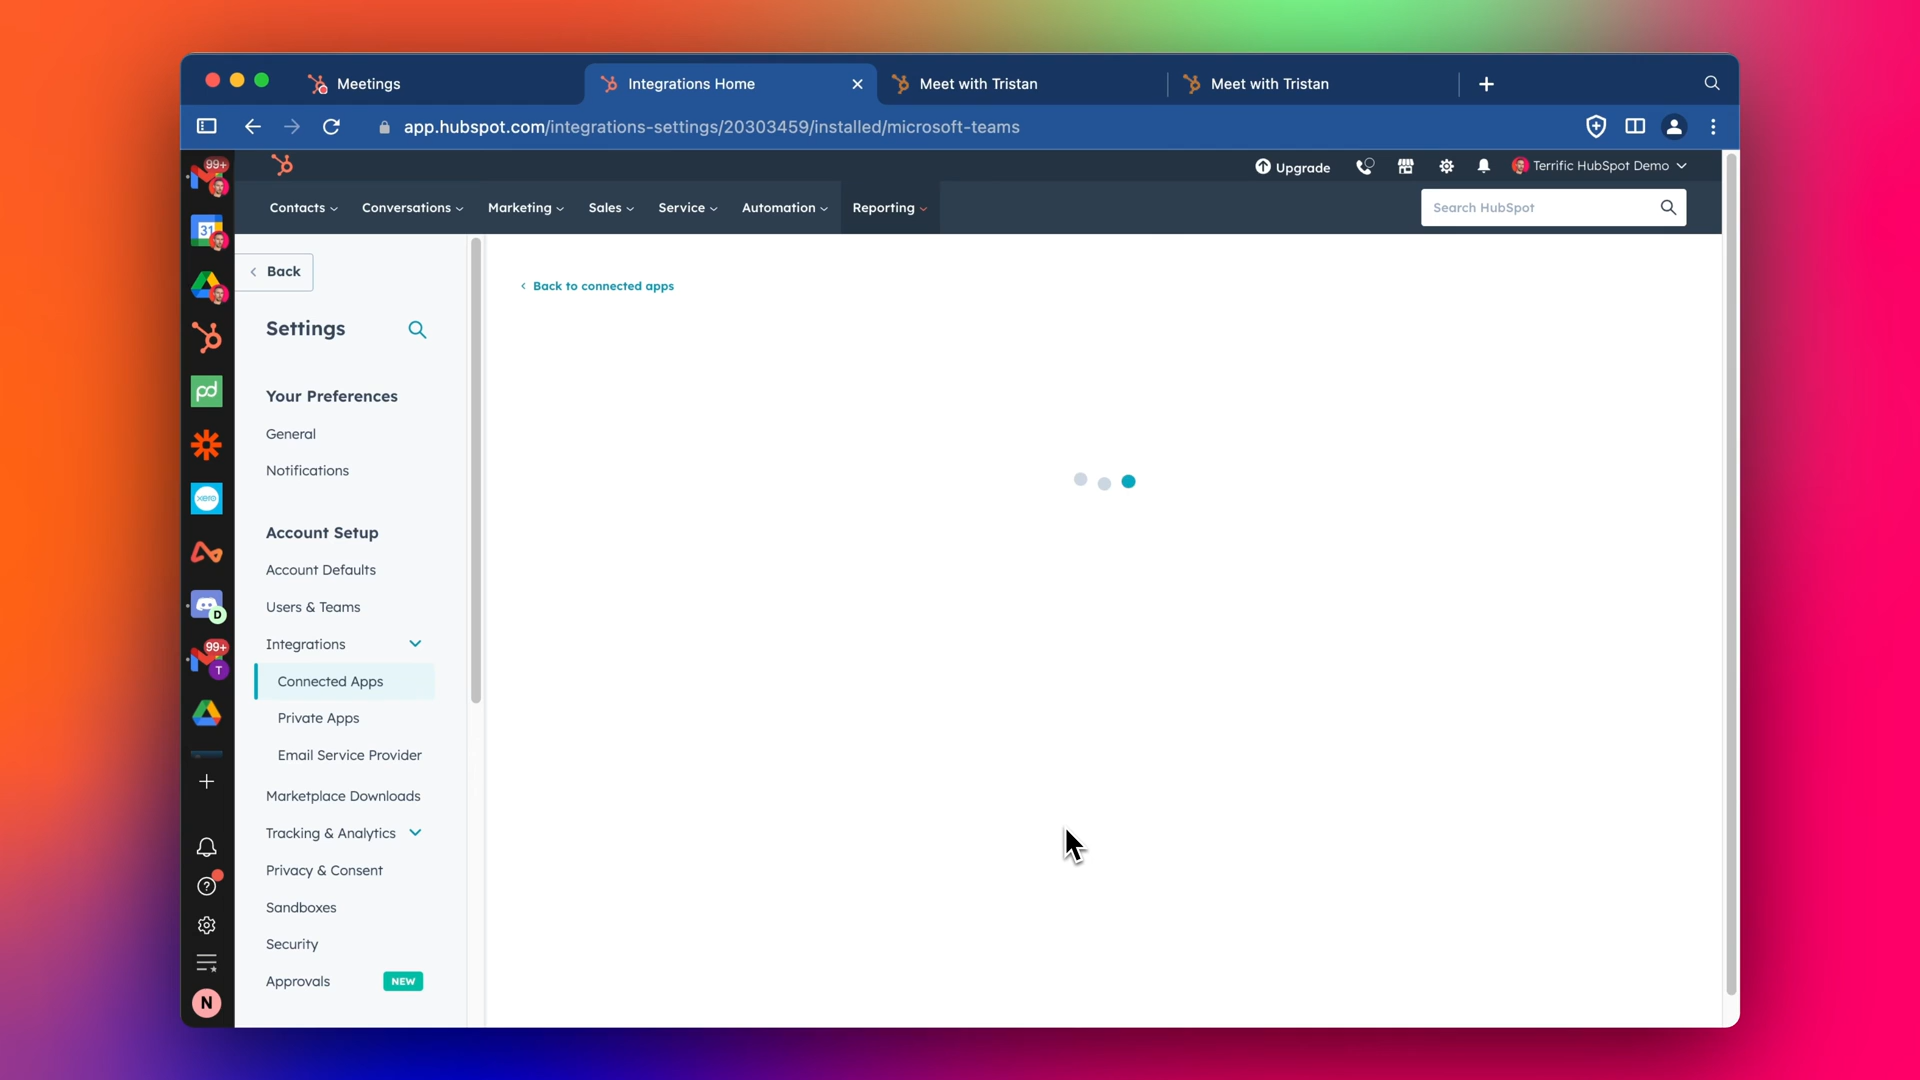 Meetings
Integrations Home
Meet with Tristan
Meet with Tristan
app.hubspot.com/integrations-settings/20303459/installed/microsoft-teams
99+
Upgrade
Terrific HubSpot Demo
Contacts
Conversations
Marketing
Sales
Service
Automation
Reporting
Search HubSpot
31
Back
Back to connected apps
Settings
pd
Your Preferences
General
Notifications
xero
Account Setup
Account Defaults
Users & Teams
D
Integrations
99+
T
Connected Apps
Private Apps
Email Service Provider
Marketplace Downloads
Tracking & Analytics
Privacy & Consent
Sandboxes
Security
Approvals
NEW
N